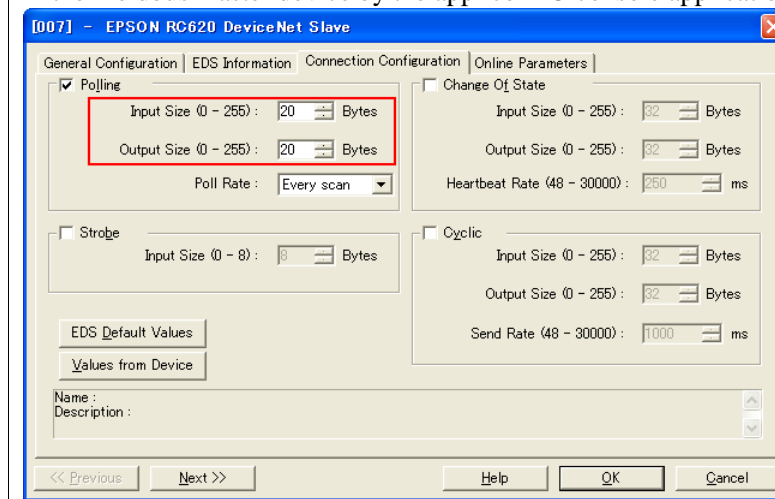 [007] - EPSON RC620 DeviceNet Slave
General Configuration EDS Information Connection Configuration Online Parameters
Polling
Input Size (0 - 255) : 20 Bytes
Output Size (0 - 255) : 20 Bytes
Poll Rate : Every scan
Change Of State
Input Size (0 - 255) : 32 Bytes
Output Size (0 - 255) : 32 Bytes
Heartbeat Rate (48 - 30000) : 250 ms
Strobe
Input Size (0 - 8) : 8 Bytes
Cyclic
Input Size (0 - 255) : 32 Bytes
Output Size (0 - 255) : 32 Bytes
Send Rate (48 - 30000) : 1000 ms
EDS Default Values
Values from Device
Name :
Description :
<< Previous Next >> Help OK Cancel